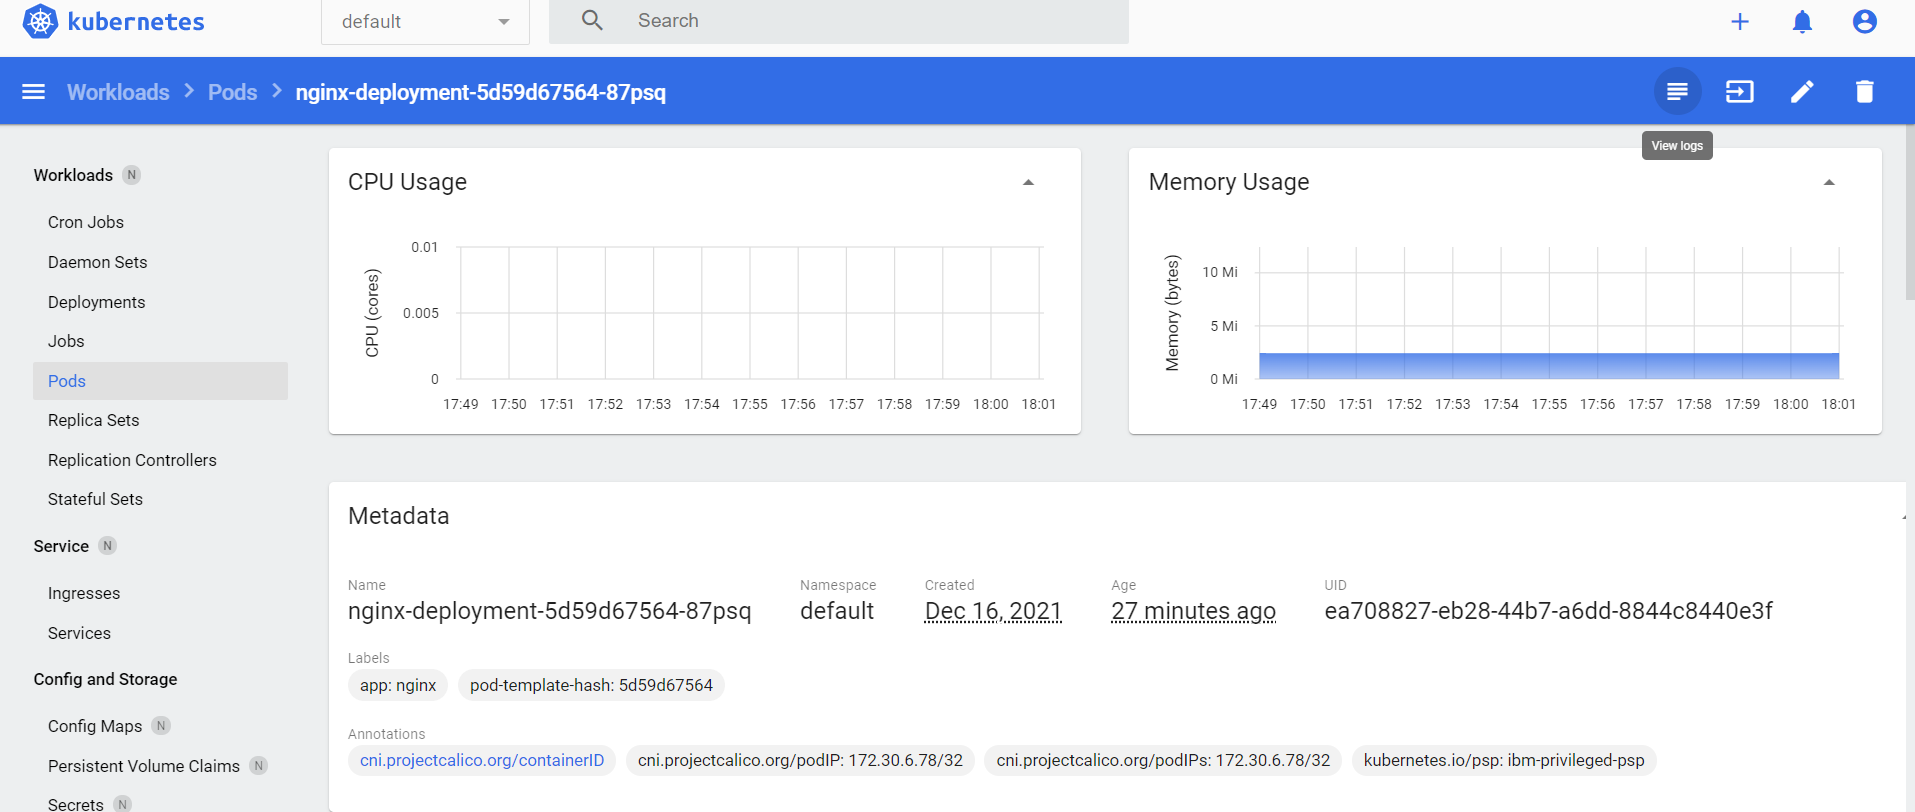 kubernetes
default
Search
Workloads
Pods
nginx-deployment-5d59d67564-87psq
View logs
Workloads N
Cron Jobs
Daemon Sets
Deployments
Jobs
Pods
Replica Sets
Replication Controllers
Stateful Sets
Service N
Ingresses
Services
Config and Storage
Config Maps N
Persistent Volume Claims N
Secrets N
CPU Usage
CPU (cores)
0.01
0.005
0
17:49 17:50 17:51 17:52 17:53 17:54 17:55 17:56 17:57 17:58 17:59 18:00 18:01
Memory Usage
Memory (bytes)
10 Mi
5 Mi
0 Mi
17:49 17:50 17:51 17:52 17:53 17:54 17:55 17:56 17:57 17:58 17:59 18:00 18:01
Metadata
Name
nginx-deployment-5d59d67564-87psq
Namespace
default
Created
Dec 16, 2021
Age
27 minutes ago
UID
ea708827-eb28-44b7-a6dd-8844c8440e3f
Labels
app: nginx
pod-template-hash: 5d59d67564
Annotations
cni.projectcalico.org/containerID
cni.projectcalico.org/podIP: 172.30.6.78/32
cni.projectcalico.org/podIPs: 172.30.6.78/32
kubernetes.io/psp: ibm-privileged-psp